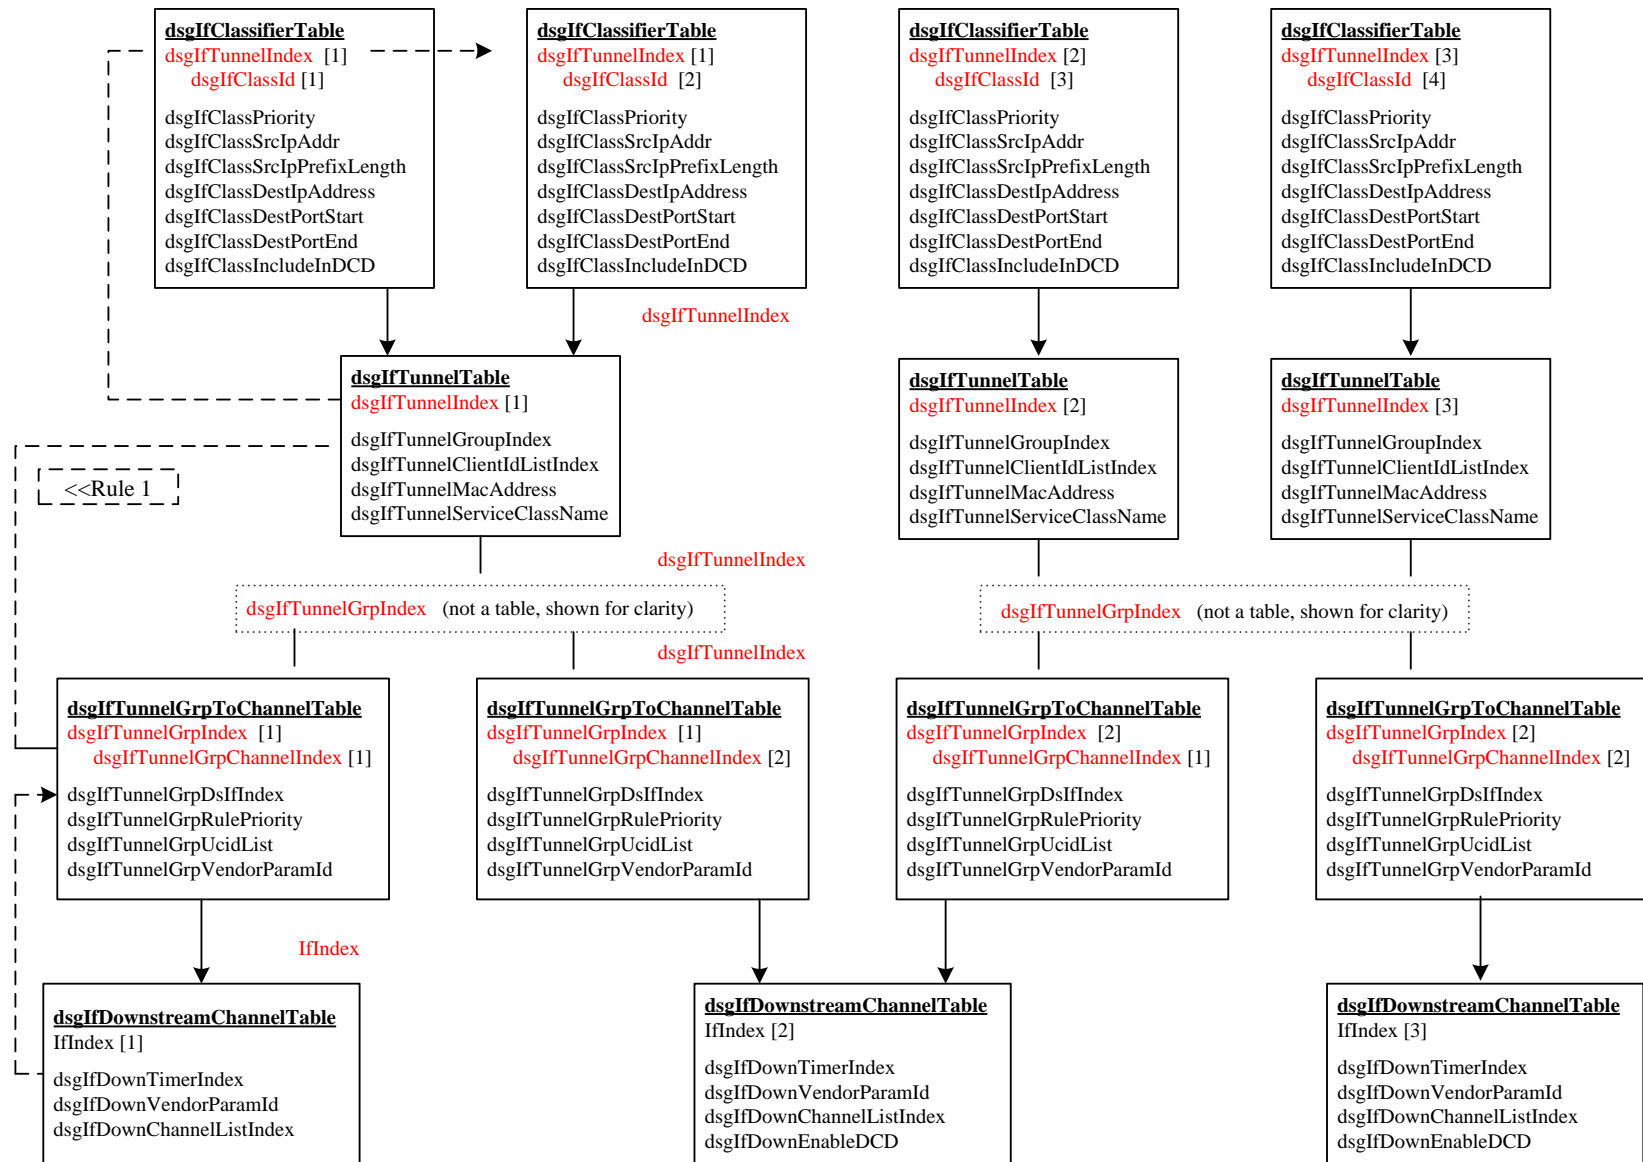 dsgIfClassifierTable
dsgIfTunnelIndex [1]
dsgIfClassId [1]
dsgIfClassPriority
dsgIfClassSrcIpAddr
dsgIfClassSrcIpPrefixLength
dsgIfClassDestIpAddress
dsgIfClassDestPortStart
dsgIfClassDestPortEnd
dsgIfClassIncludeInDCD
dsgIfClassifierTable
dsgIfTunnelIndex [1]
dsgIfClassId [2]
dsgIfClassPriority
dsgIfClassSrcIpAddr
dsgIfClassSrcIpPrefixLength
dsgIfClassDestIpAddress
dsgIfClassDestPortStart
dsgIfClassDestPortEnd
dsgIfClassIncludeInDCD
dsgIfClassifierTable
dsgIfTunnelIndex [2]
dsgIfClassId [3]
dsgIfClassPriority
dsgIfClassSrcIpAddr
dsgIfClassSrcIpPrefixLength
dsgIfClassDestIpAddress
dsgIfClassDestPortStart
dsgIfClassDestPortEnd
dsgIfClassIncludeInDCD
dsgIfClassifierTable
dsgIfTunnelIndex [3]
dsgIfClassId [4]
dsgIfClassPriority
dsgIfClassSrcIpAddr
dsgIfClassSrcIpPrefixLength
dsgIfClassDestIpAddress
dsgIfClassDestPortStart
dsgIfClassDestPortEnd
dsgIfClassIncludeInDCD
dsgIfTunnelIndex
dsgIfTunnelTable
dsgIfTunnelIndex [1]
dsgIfTunnelGroupIndex
dsgIfTunnelClientIdListIndex
dsgIfTunnelMacAddress
dsgIfTunnelServiceClassName
dsgIfTunnelTable
dsgIfTunnelIndex [2]
dsgIfTunnelGroupIndex
dsgIfTunnelClientIdListIndex
dsgIfTunnelMacAddress
dsgIfTunnelServiceClassName
dsgIfTunnelTable
dsgIfTunnelIndex [3]
dsgIfTunnelGroupIndex
dsgIfTunnelClientIdListIndex
dsgIfTunnelMacAddress
dsgIfTunnelServiceClassName
<<Rule 1
dsgIfTunnelIndex
dsgIfTunnelGrpIndex (not a table, shown for clarity)
dsgIfTunnelGrpIndex (not a table, shown for clarity)
dsgIfTunnelIndex
dsgIfTunnelGrpToChannelTable
dsgIfTunnelGrpIndex [1]
dsgIfTunnelGrpChannelIndex [1]
dsgIfTunnelGrpDsIfIndex
dsgIfTunnelGrpRulePriority
dsgIfTunnelGrpUcidList
dsgIfTunnelGrpVendorParamId
dsgIfTunnelGrpToChannelTable
dsgIfTunnelGrpIndex [1]
dsgIfTunnelGrpChannelIndex [2]
dsgIfTunnelGrpDsIfIndex
dsgIfTunnelGrpRulePriority
dsgIfTunnelGrpUcidList
dsgIfTunnelGrpVendorParamId
dsgIfTunnelGrpToChannelTable
dsgIfTunnelGrpIndex [2]
dsgIfTunnelGrpChannelIndex [1]
dsgIfTunnelGrpDsIfIndex
dsgIfTunnelGrpRulePriority
dsgIfTunnelGrpUcidList
dsgIfTunnelGrpVendorParamId
dsgIfTunnelGrpToChannelTable
dsgIfTunnelGrpIndex [2]
dsgIfTunnelGrpChannelIndex [2]
dsgIfTunnelGrpDsIfIndex
dsgIfTunnelGrpRulePriority
dsgIfTunnelGrpUcidList
dsgIfTunnelGrpVendorParamId
IfIndex
dsgIfDownstreamChannelTable
IfIndex [1]
dsgIfDownTimerIndex
dsgIfDownVendorParamId
dsgIfDownChannelListIndex
dsgIfDownstreamChannelTable
IfIndex [2]
dsgIfDownTimerIndex
dsgIfDownVendorParamId
dsgIfDownChannelListIndex
dsgIfDownEnableDCD
dsgIfDownstreamChannelTable
IfIndex [3]
dsgIfDownTimerIndex
dsgIfDownVendorParamId
dsgIfDownChannelListIndex
dsgIfDownEnableDCD